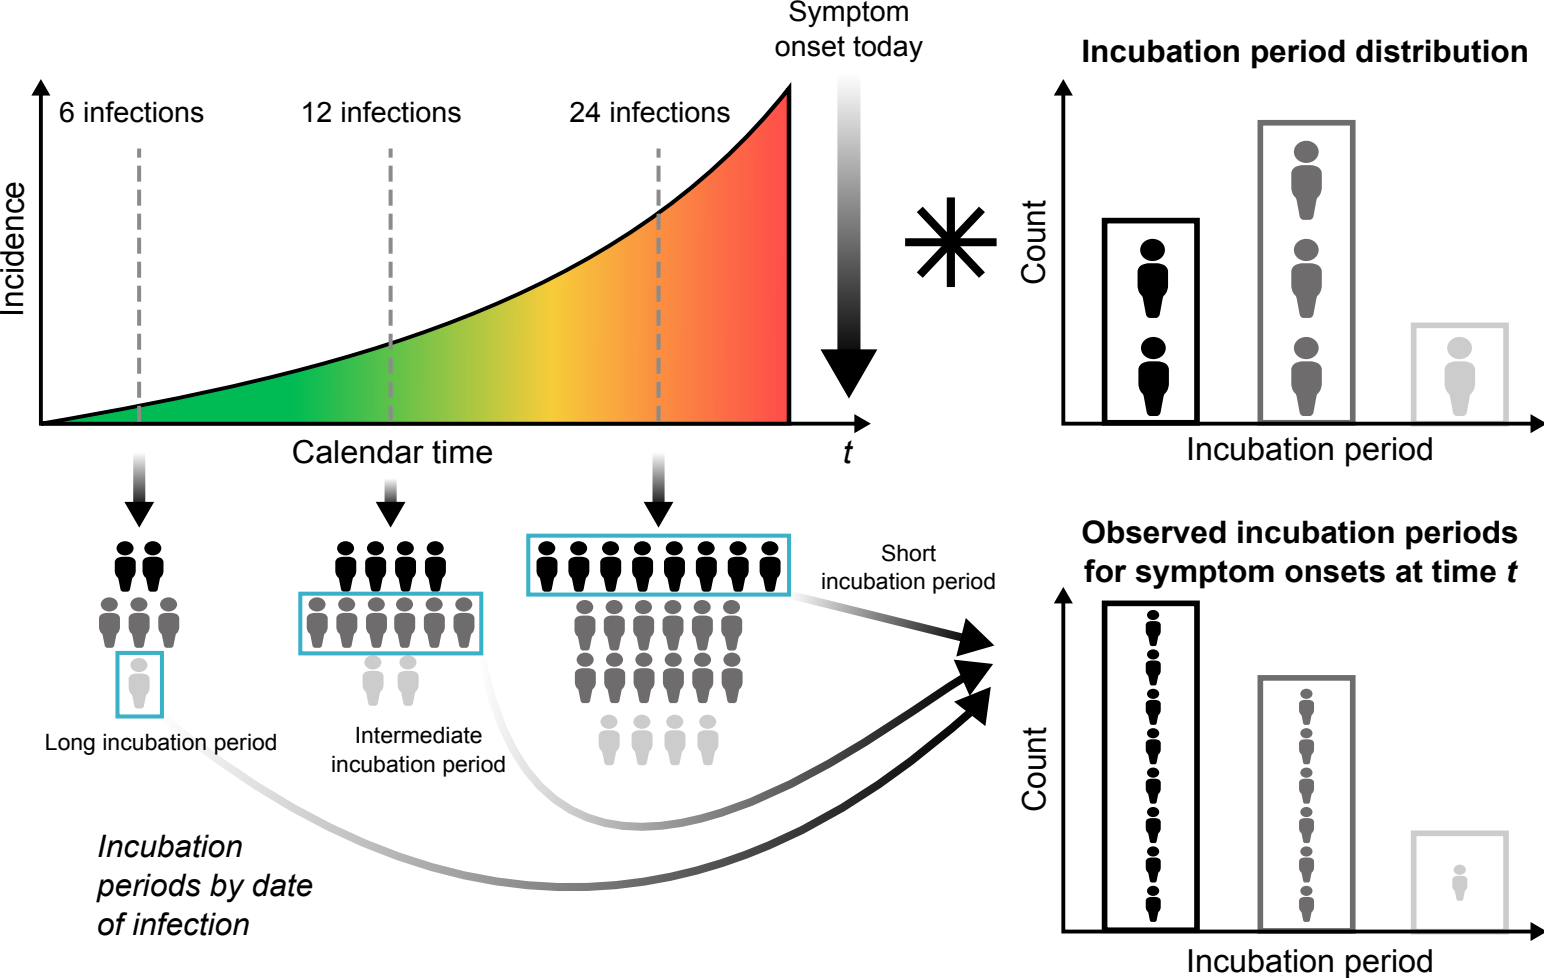 Symptom
onset today
Incubation period distribution
6 infections
12 infections
24 infections
Incidence
Count
Calendar time
t
Incubation period
Observed incubation periods
for symptom onsets at time t
Short
incubation period
Long incubation period
Intermediate
incubation period
Count
Incubation
periods by date
of infection
Incubation period